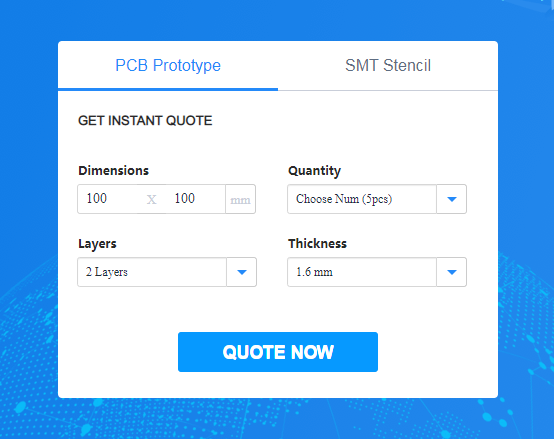 PCB Prototype SMT Stencil
GET INSTANT QUOTE
Dimensions Quantity
100 X 100 mm Choose Num (5pcs)
Layers Thickness
2 Layers 1.6 mm
QUOTE NOW